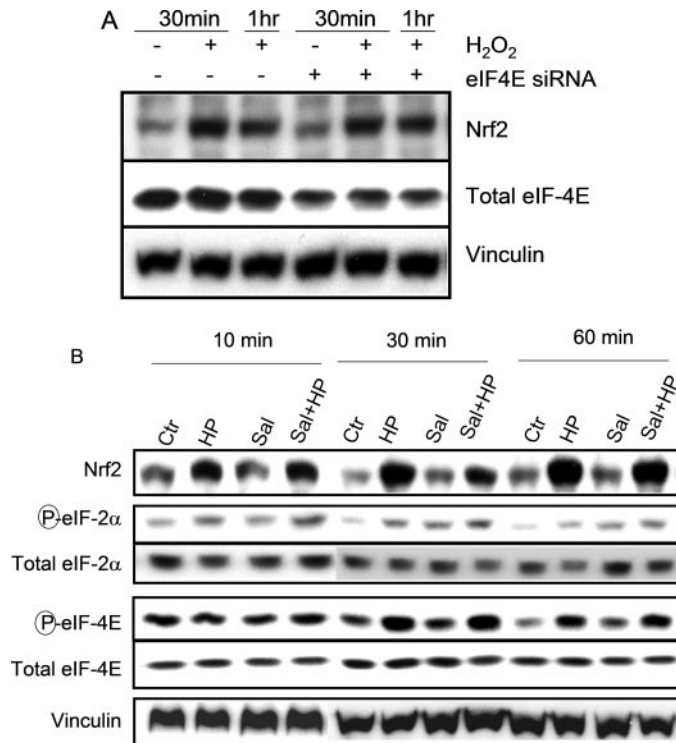 A
30min 1hr 30min 1hr
- + + - + + H₂O₂
- - - + + + eIF4E siRNA
Nrf2
Total eIF-4E
Vinculin
B
10 min 30 min 60 min
Ctr HP Sal Sal+HP Ctr HP Sal Sal+HP Ctr HP Sal Sal+HP
Nrf2
Ⓟ-eIF-2α
Total eIF-2α
Ⓟ-eIF-4E
Total eIF-4E
Vinculin